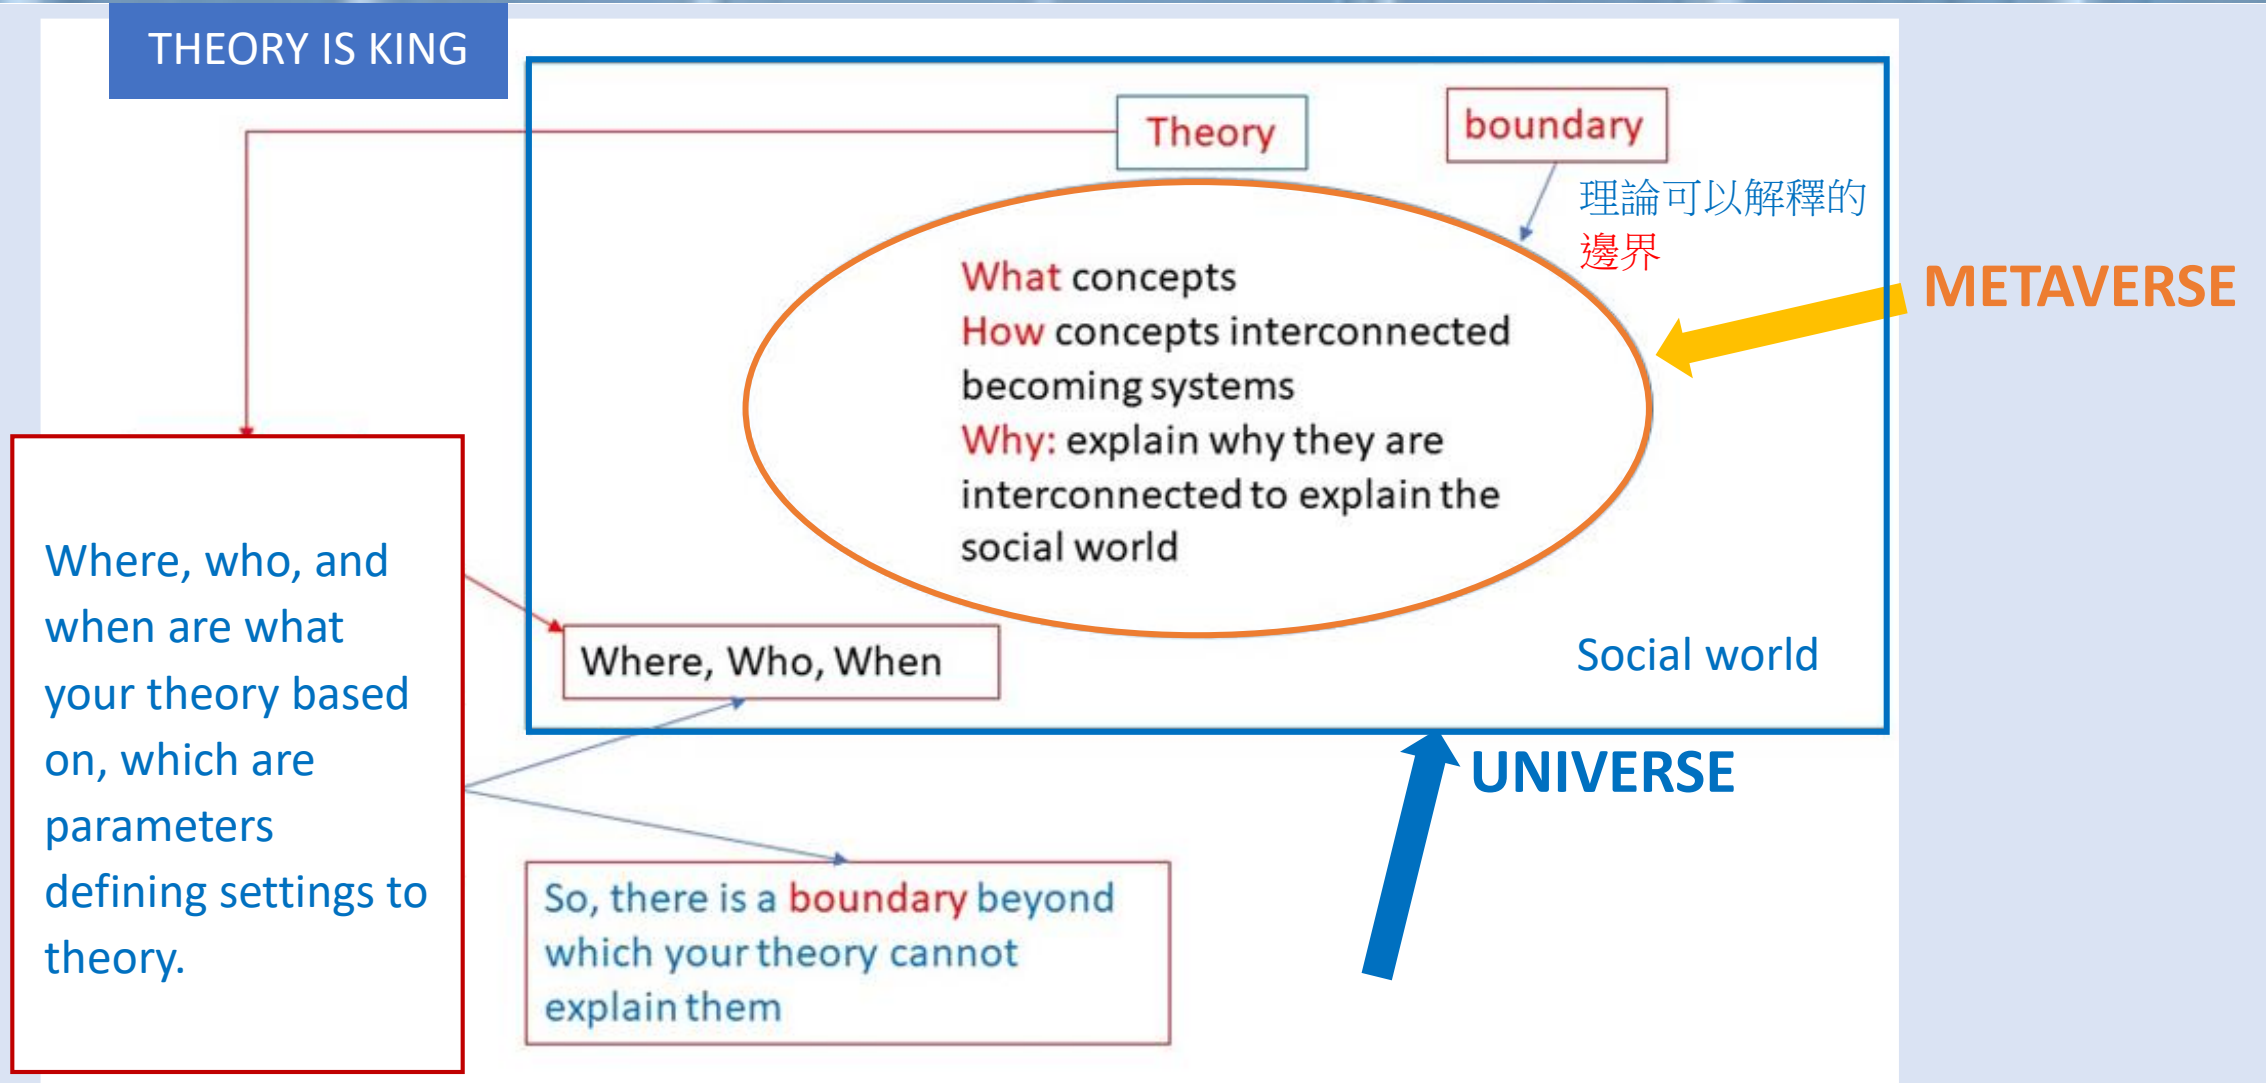 THEORY IS KING
Theory
boundary
理論可以解釋的
邊界
METAVERSE
What concepts
How concepts interconnected
becoming systems
Why: explain why they are
interconnected to explain the
social world
Where, who, and
when are what
your theory based
on, which are
parameters
defining settings to
theory.
Where, Who, When
Social world
UNIVERSE
So, there is a boundary beyond
which your theory cannot
explain them